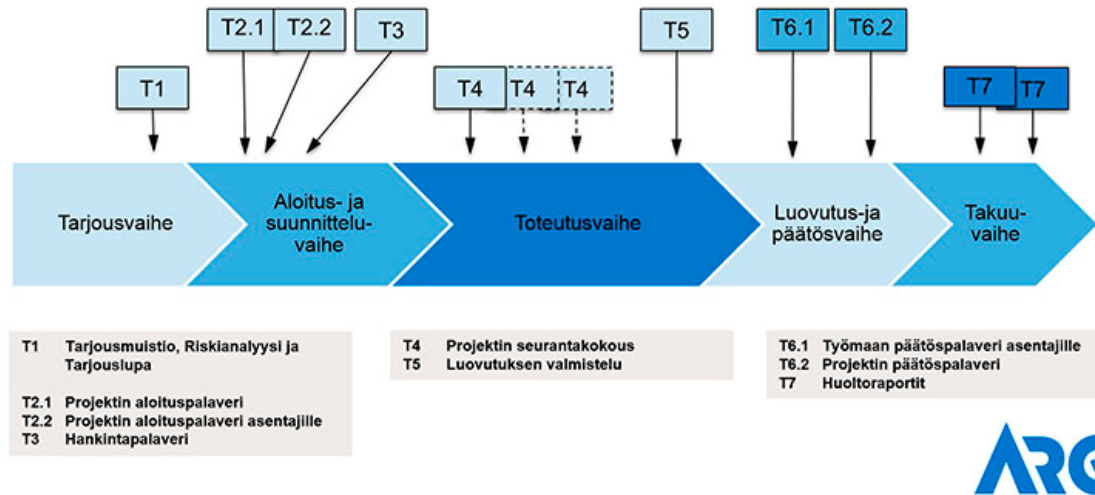 T1
T2.1
T2.2
T3
T4
T4
T4
T5
T6.1
T6.2
T7
T7
Tarjousvaihe
Aloitus- ja
suunnittelu-
vaihe
Toteutusvaihe
Luovutus-ja
päätösvaihe
Takuu-
vaihe
T1 Tarjousmuistio, Riskianalyysi ja
Tarjouslupa
T2.1 Projektin aloituspalaveri
T2.2 Projektin aloituspalaveri asentajille
T3 Hankintapalaveri
T4 Projektin seurantakokous
T5 Luovutuksen valmistelu
T6.1 Työmaan päätöspalaveri asentajille
T6.2 Projektin päätöspalaveri
T7 Huoltoraportit